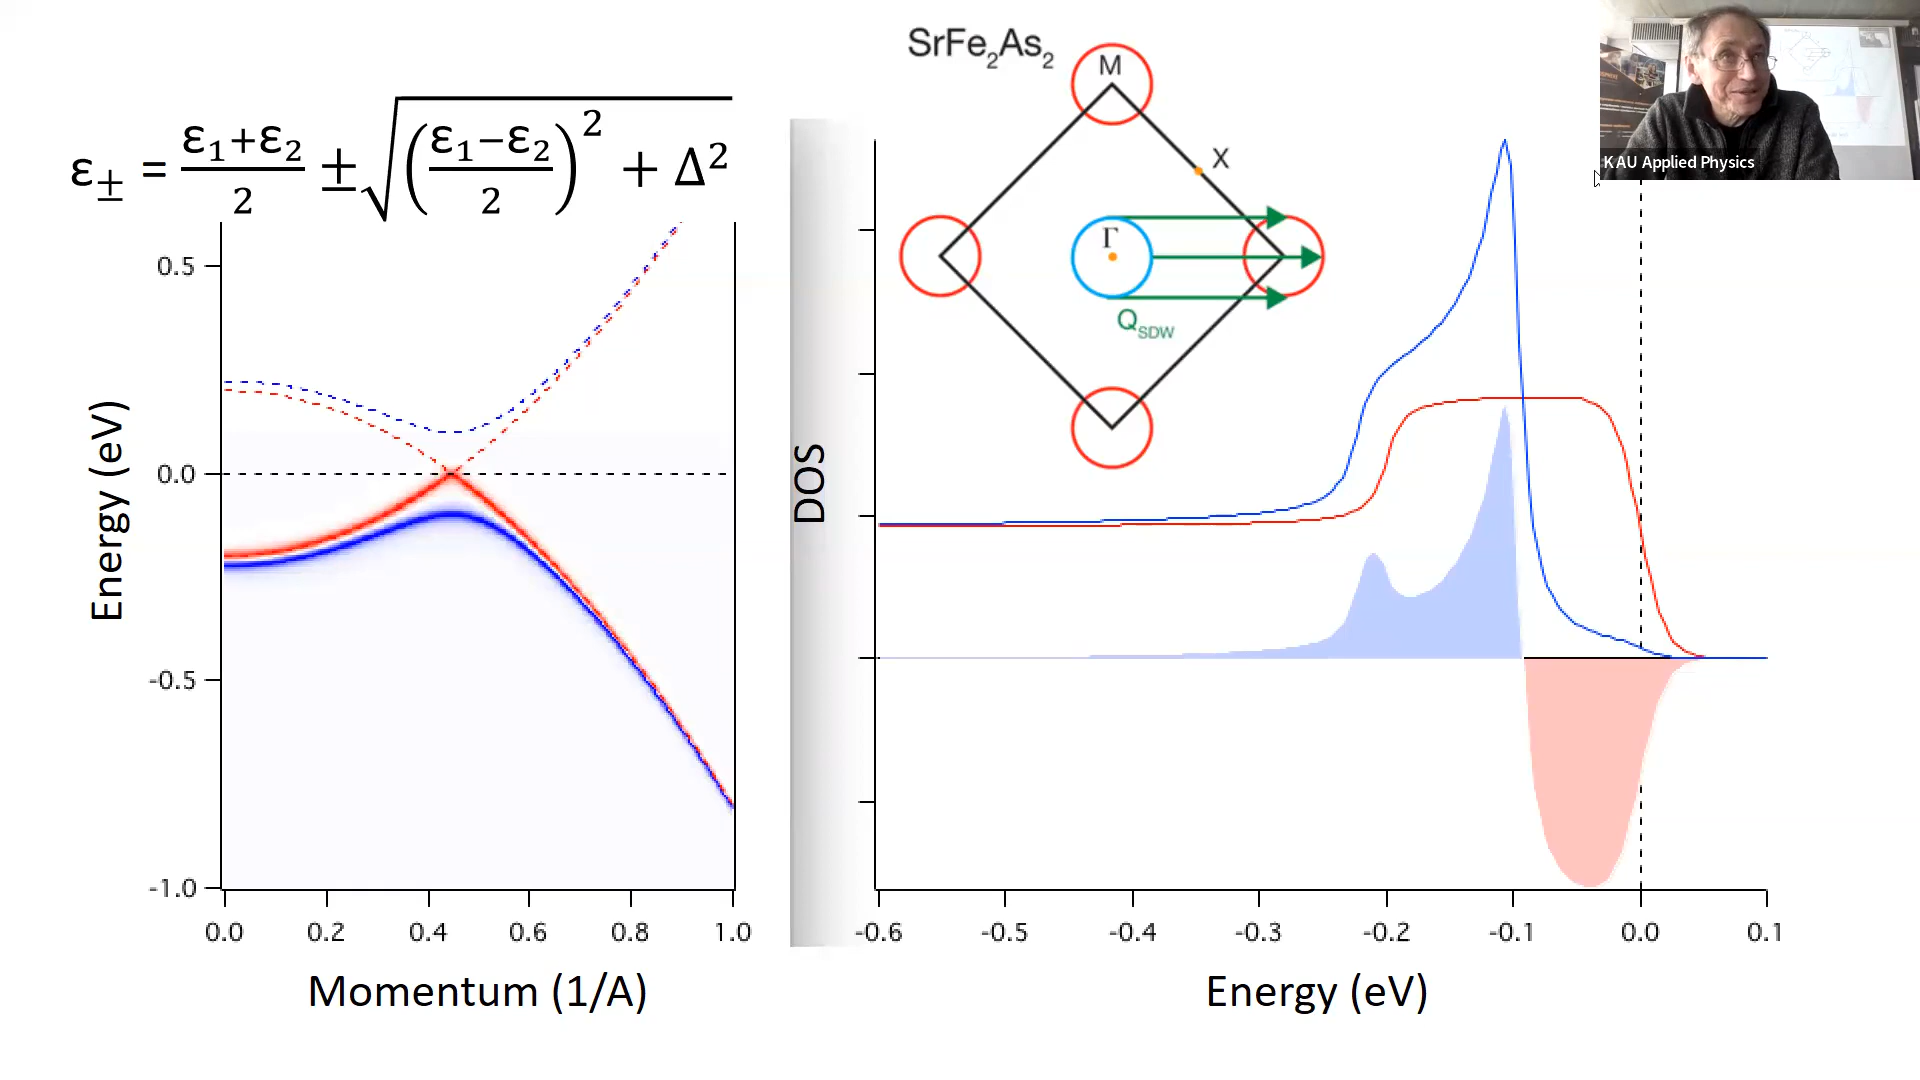 SrFe₂As₂
ε± = (ε₁+ε₂)/2 ± √(((ε₁−ε₂)/2)² + Δ²)
M
X
Γ
Q_SDW
KAU Applied Physics
Energy (eV)
0.5
0.0
-0.5
-1.0
0.0 0.2 0.4 0.6 0.8 1.0
Momentum (1/A)
DOS
-0.6 -0.5 -0.4 -0.3 -0.2 -0.1 0.0 0.1
Energy (eV)